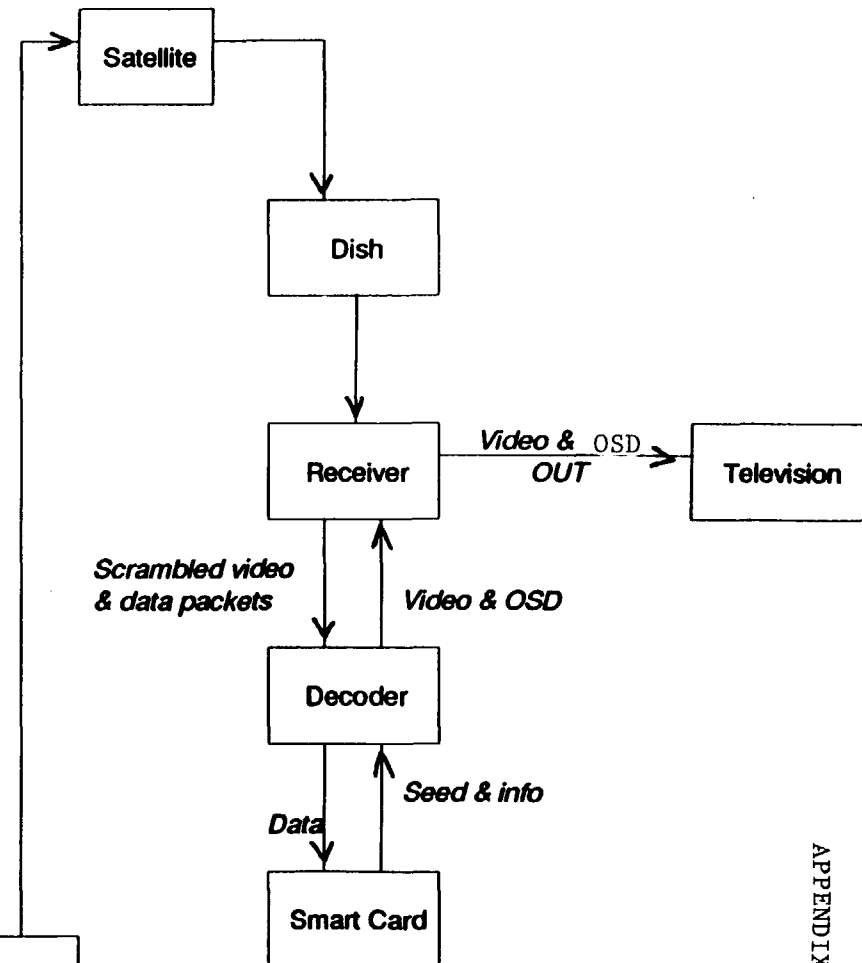 Satellite
Dish
Receiver
Video & OSD
OUT
Television
Scrambled video
& data packets
Video & OSD
Decoder
Seed & info
Data
Smart Card
APPENDIX